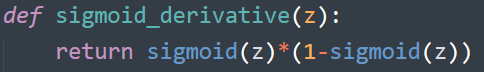 def sigmoid_derivative(z):
    return sigmoid(z)*(1-sigmoid(z))